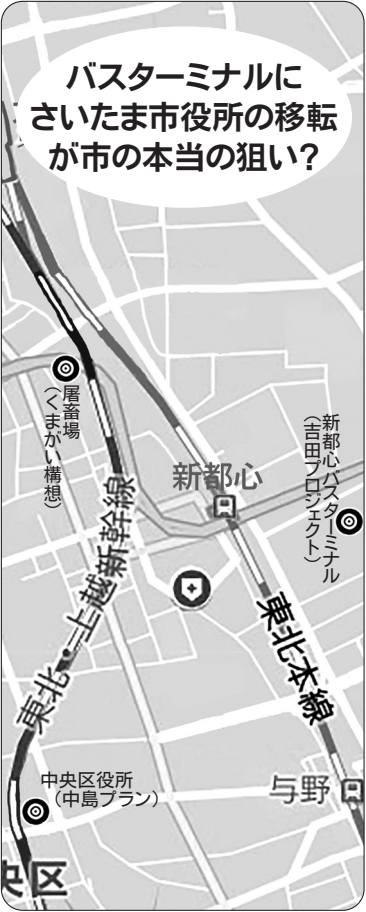 バスターミナルに
さいたま市役所の移転
が市の本当の狙い?
屠畜場
(くまがい構想)
新都心バスターミナル
(吉田プロジェクト)
新都心
東北・上越新幹線
東北本線
中央区役所
(中島プラン)
与野
央区